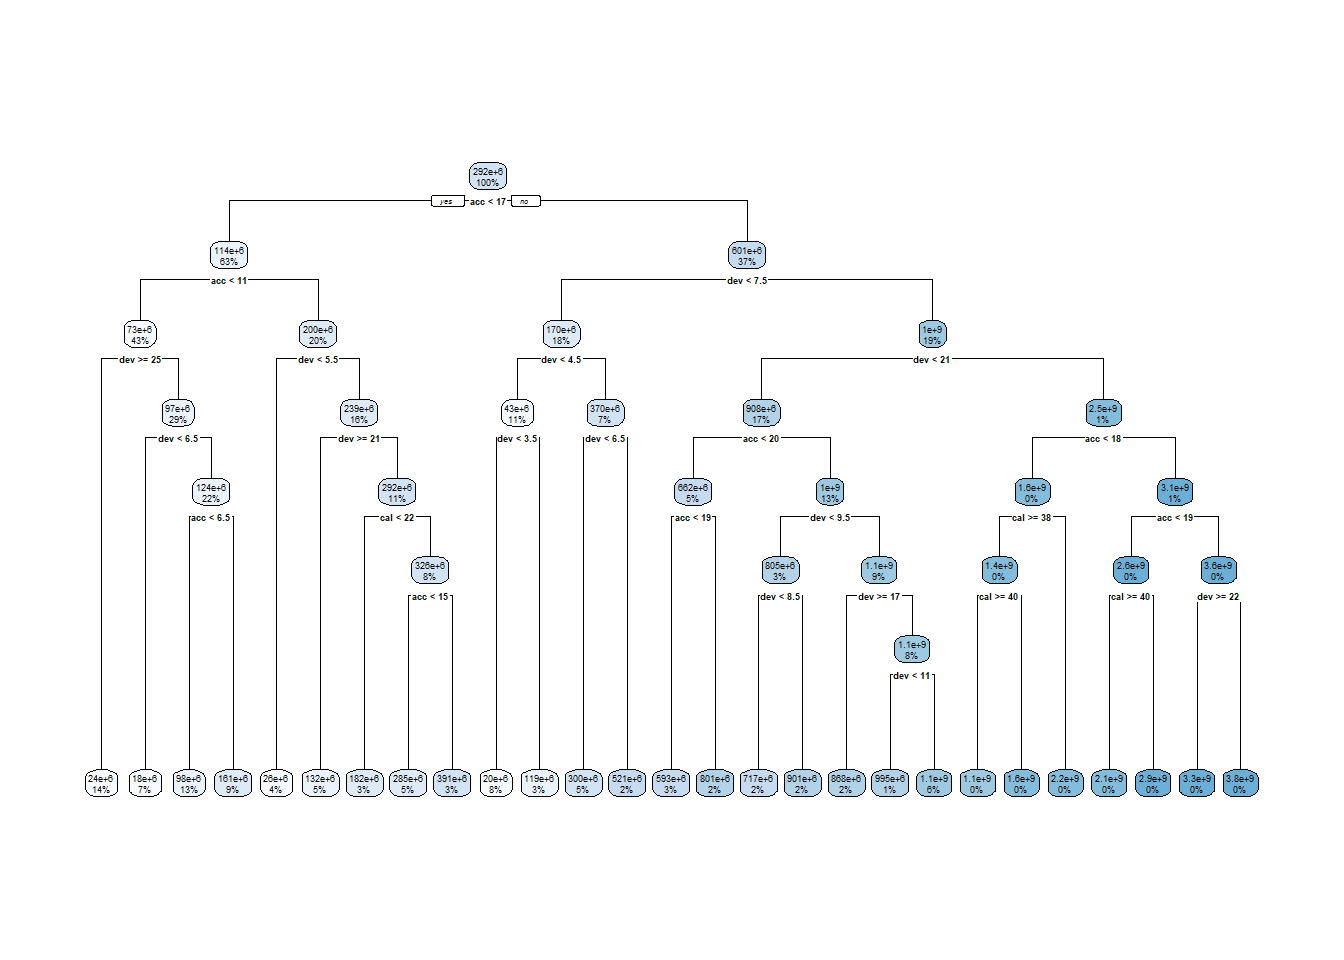 292e+6
100%
yes acc < 17 no
114e+6
63%
601e+6
37%
acc < 11
dev < 7.5
73e+6
43%
200e+6
20%
170e+6
18%
1e+9
19%
dev >= 25
dev < 5.5
dev < 4.5
dev < 21
97e+6
29%
239e+6
16%
43e+6
11%
370e+6
7%
908e+6
17%
2.5e+9
1%
dev < 6.5
dev >= 21
dev < 3.5
dev < 6.5
acc < 20
acc < 18
124e+6
22%
292e+6
11%
662e+6
5%
1e+9
13%
1.6e+9
0%
3.1e+9
1%
acc < 6.5
cal < 22
acc < 19
dev < 9.5
cal >= 38
acc < 19
326e+6
8%
805e+6
3%
1.1e+9
9%
1.4e+9
0%
2.6e+9
0%
3.6e+9
0%
acc < 15
dev < 8.5
dev >= 17
cal >= 40
cal >= 40
dev >= 22
1.1e+9
8%
dev < 11
24e+6
14%
18e+6
7%
98e+6
13%
161e+6
9%
26e+6
4%
132e+6
5%
182e+6
3%
285e+6
5%
391e+6
3%
20e+6
8%
119e+6
3%
300e+6
5%
521e+6
2%
593e+6
3%
801e+6
2%
717e+6
2%
901e+6
2%
868e+6
2%
995e+6
1%
1.1e+9
6%
1.1e+9
0%
1.6e+9
0%
2.2e+9
0%
2.1e+9
0%
2.9e+9
0%
3.3e+9
0%
3.8e+9
0%